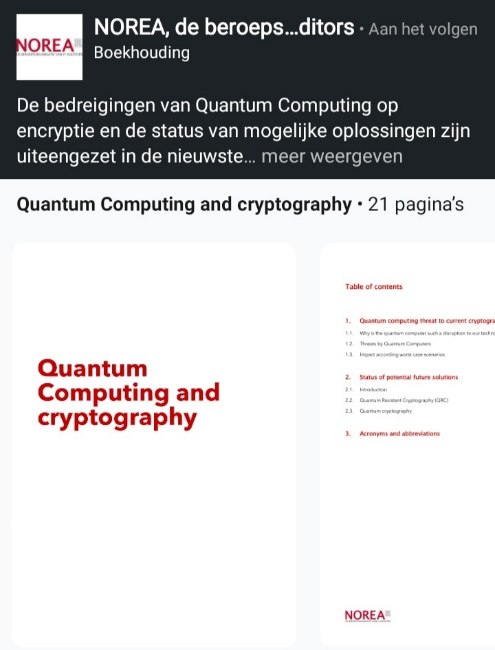 NOREA
NOREA, de beroeps...ditors • Aan het volgen
Boekhouding
De bedreigingen van Quantum Computing op
encryptie en de status van mogelijke oplossingen zijn
uiteengezet in de nieuwste... meer weergeven
Quantum Computing and cryptography • 21 pagina's
Quantum
Computing and
cryptography
Table of contents
1. Quantum computing threat to current cryptogra
1.1. Why is the quantum computer such a disruption to our
1.2. Threats by Quantum Computers
1.3. Impact according worst case scenarios
2. Status of potential future solutions
2.1. Introduction
2.2. Quantum Resistant Cryptography (QRC)
2.3. Quantum cryptography
3. Acronyms and abbreviations
NOREA